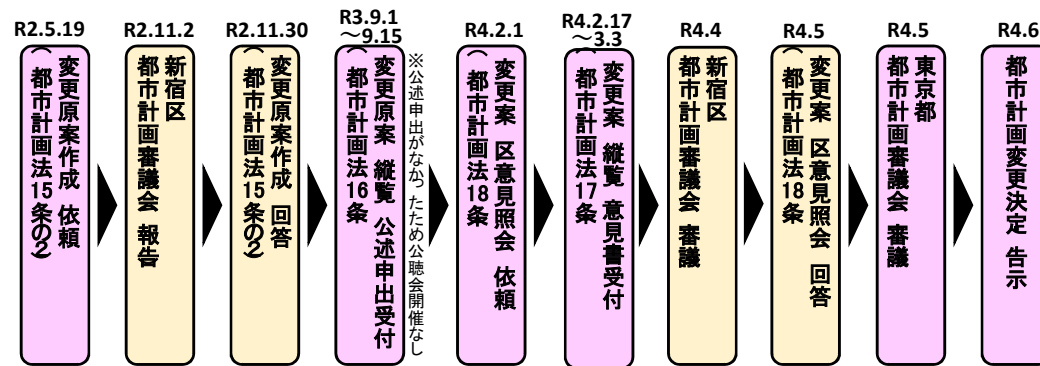 R2.5.19
変更原案作成 依頼
(都市計画法15条の2)
R2.11.2
新宿区
都市計画審議会 報告
R2.11.30
変更原案作成 回答
(都市計画法15条の2)
R3.9.1
～9.15
変更原案 縦覧 公述申出受付
(都市計画法16条
※公述申出がなかったため公聴会開催なし
R4.2.1
変更案 区意見照会 依頼
(都市計画法18条
R4.2.17
～3.3
変更案 縦覧 意見書受付
(都市計画法17条
R4.4
新宿区
都市計画審議会 審議
R4.5
変更案 区意見照会 回答
(都市計画法18条
R4.5
東京都
都市計画審議会 審議
R4.6
都市計画変更決定 告示